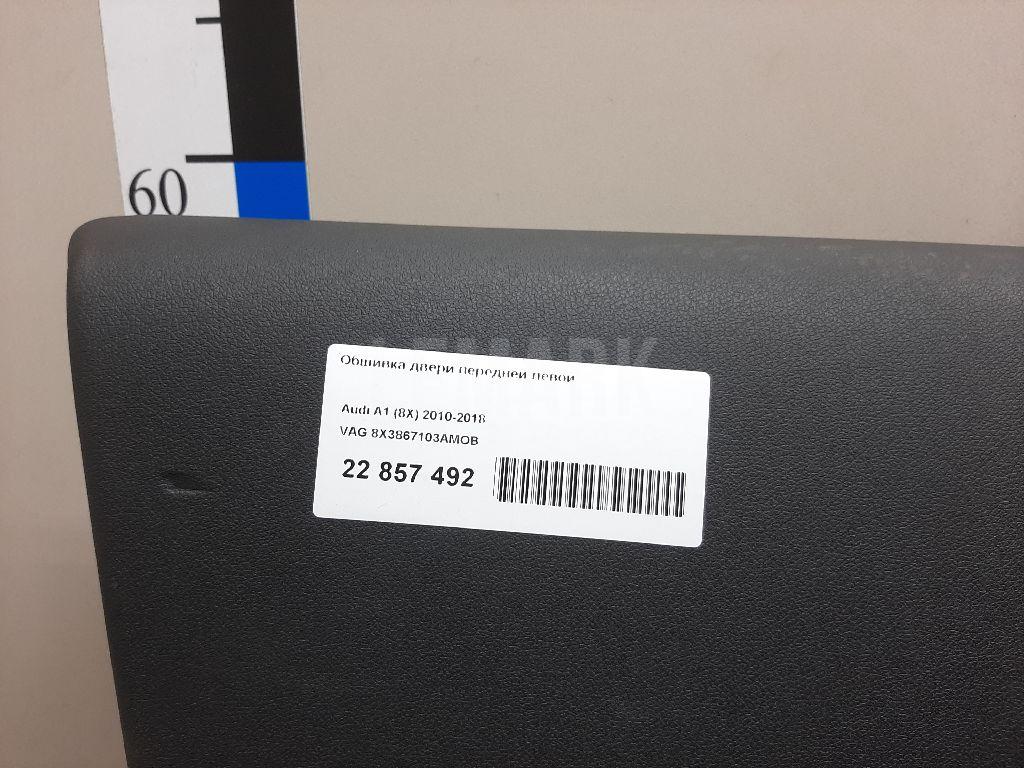 60
Обшивка двери передней левой
Audi A1 (8X) 2010-2018
VAG 8X3867103AMOB
22 857 492